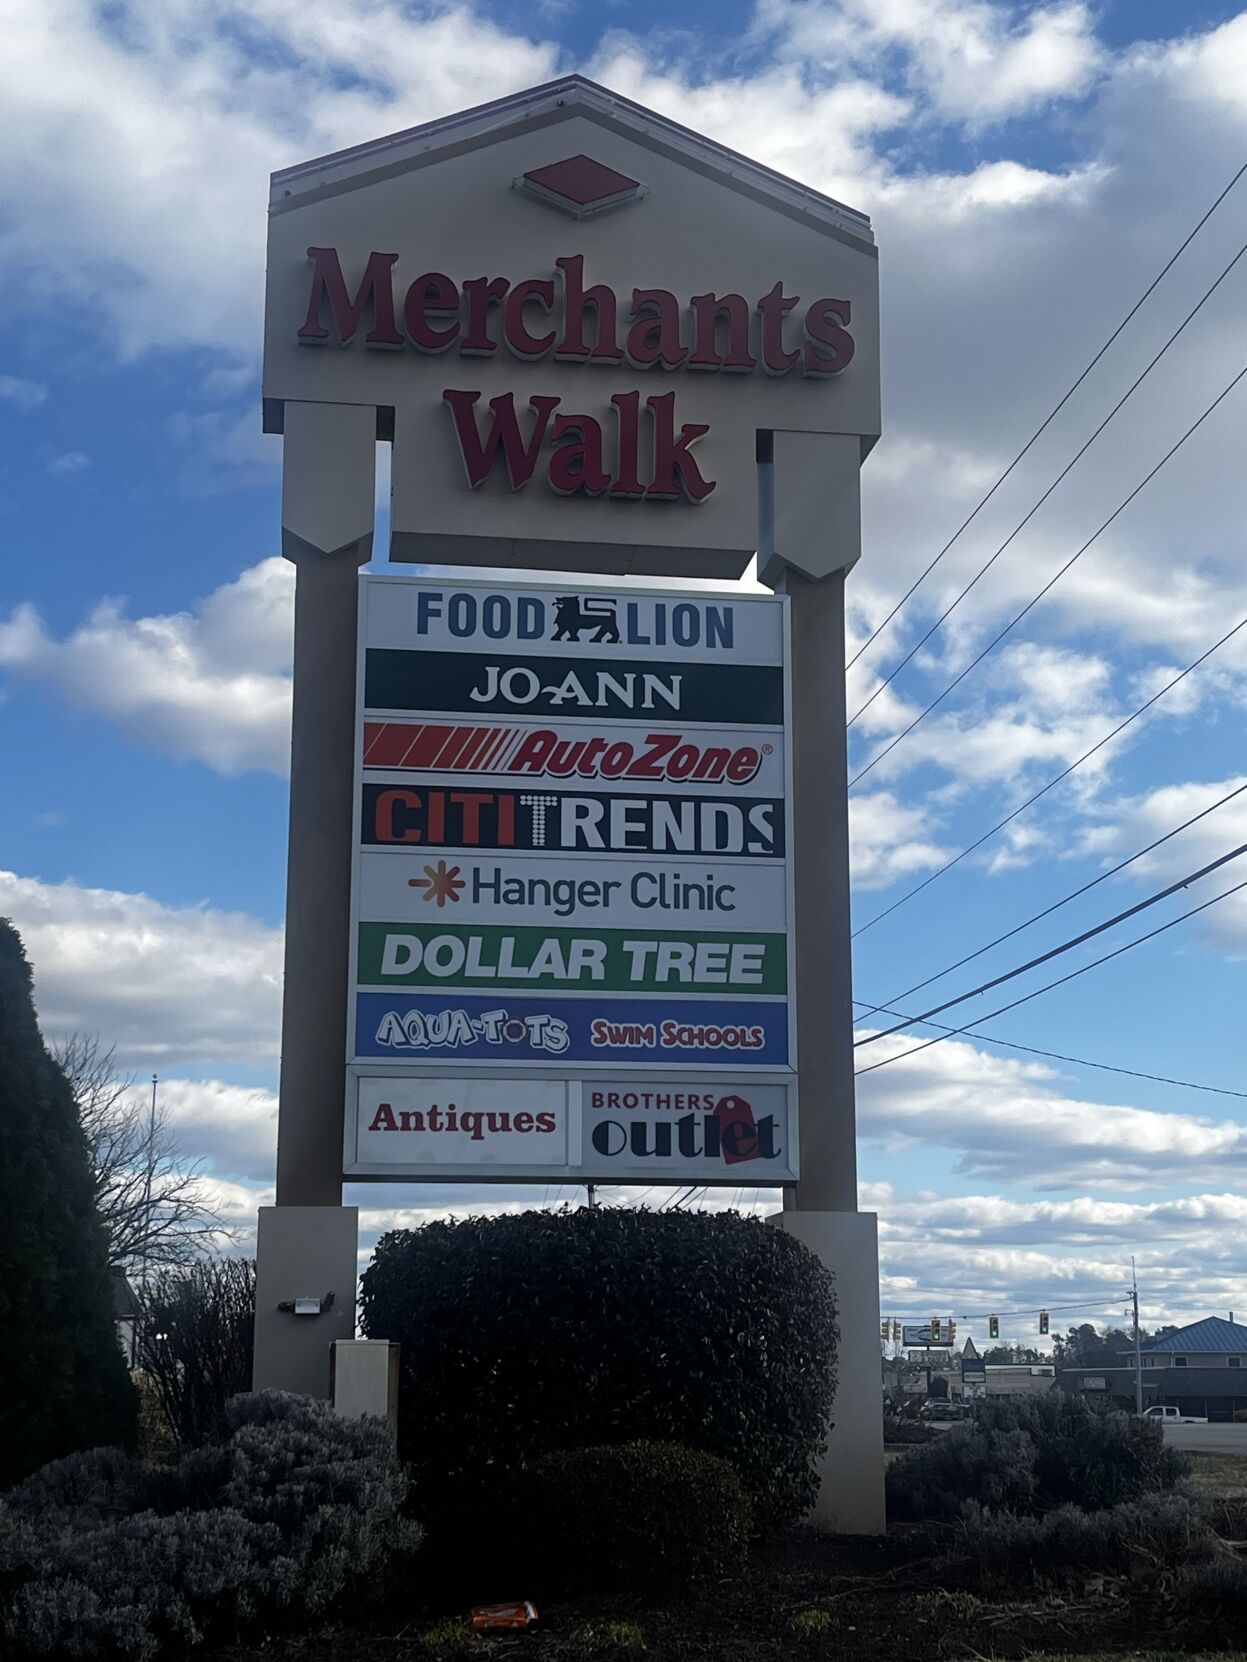 Merchants
Walk
FOOD LION
JO-ANN
AutoZone®
CITITRENDS
Hanger Clinic
DOLLAR TREE
AQUA-TOTS SWIM SCHOOLS
Antiques
BROTHERS
outlet